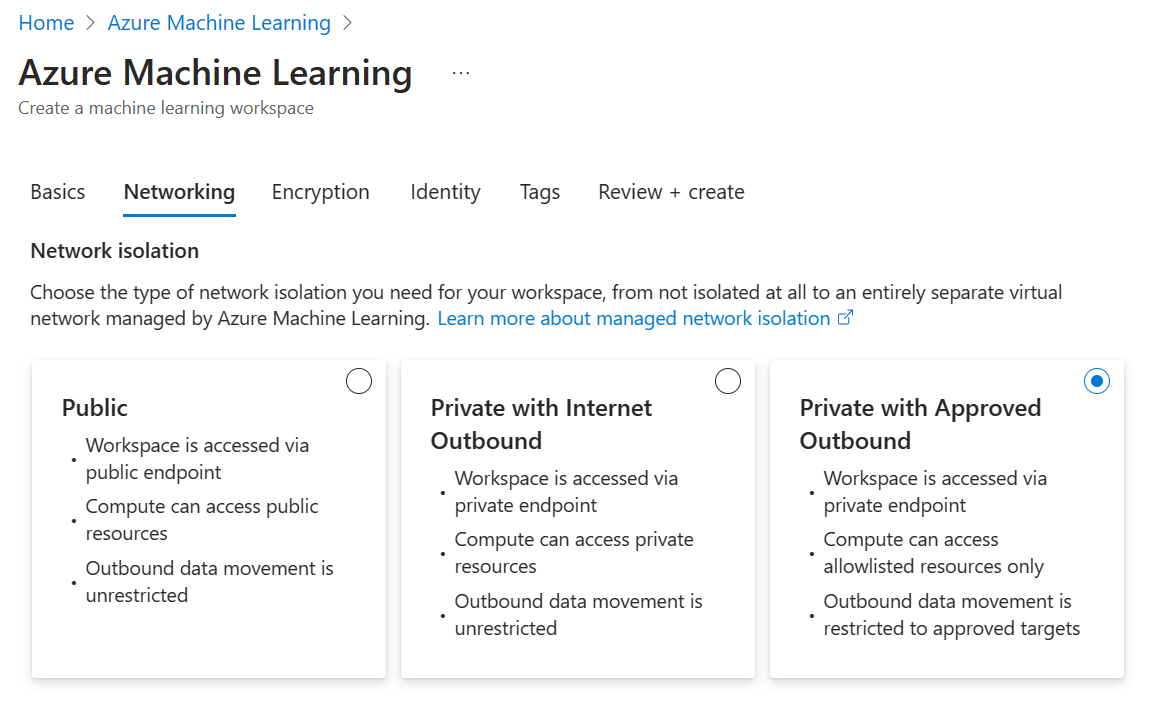 Home > Azure Machine Learning >
Azure Machine Learning ...
Create a machine learning workspace
Basics Networking Encryption Identity Tags Review + create
Network isolation
Choose the type of network isolation you need for your workspace, from not isolated at all to an entirely separate virtual
network managed by Azure Machine Learning. Learn more about managed network isolation
Public
• Workspace is accessed via
public endpoint
• Compute can access public
resources
• Outbound data movement is
unrestricted
Private with Internet
Outbound
• Workspace is accessed via
private endpoint
• Compute can access private
resources
• Outbound data movement is
unrestricted
Private with Approved
Outbound
• Workspace is accessed via
private endpoint
• Compute can access
allowlisted resources only
• Outbound data movement is
restricted to approved targets